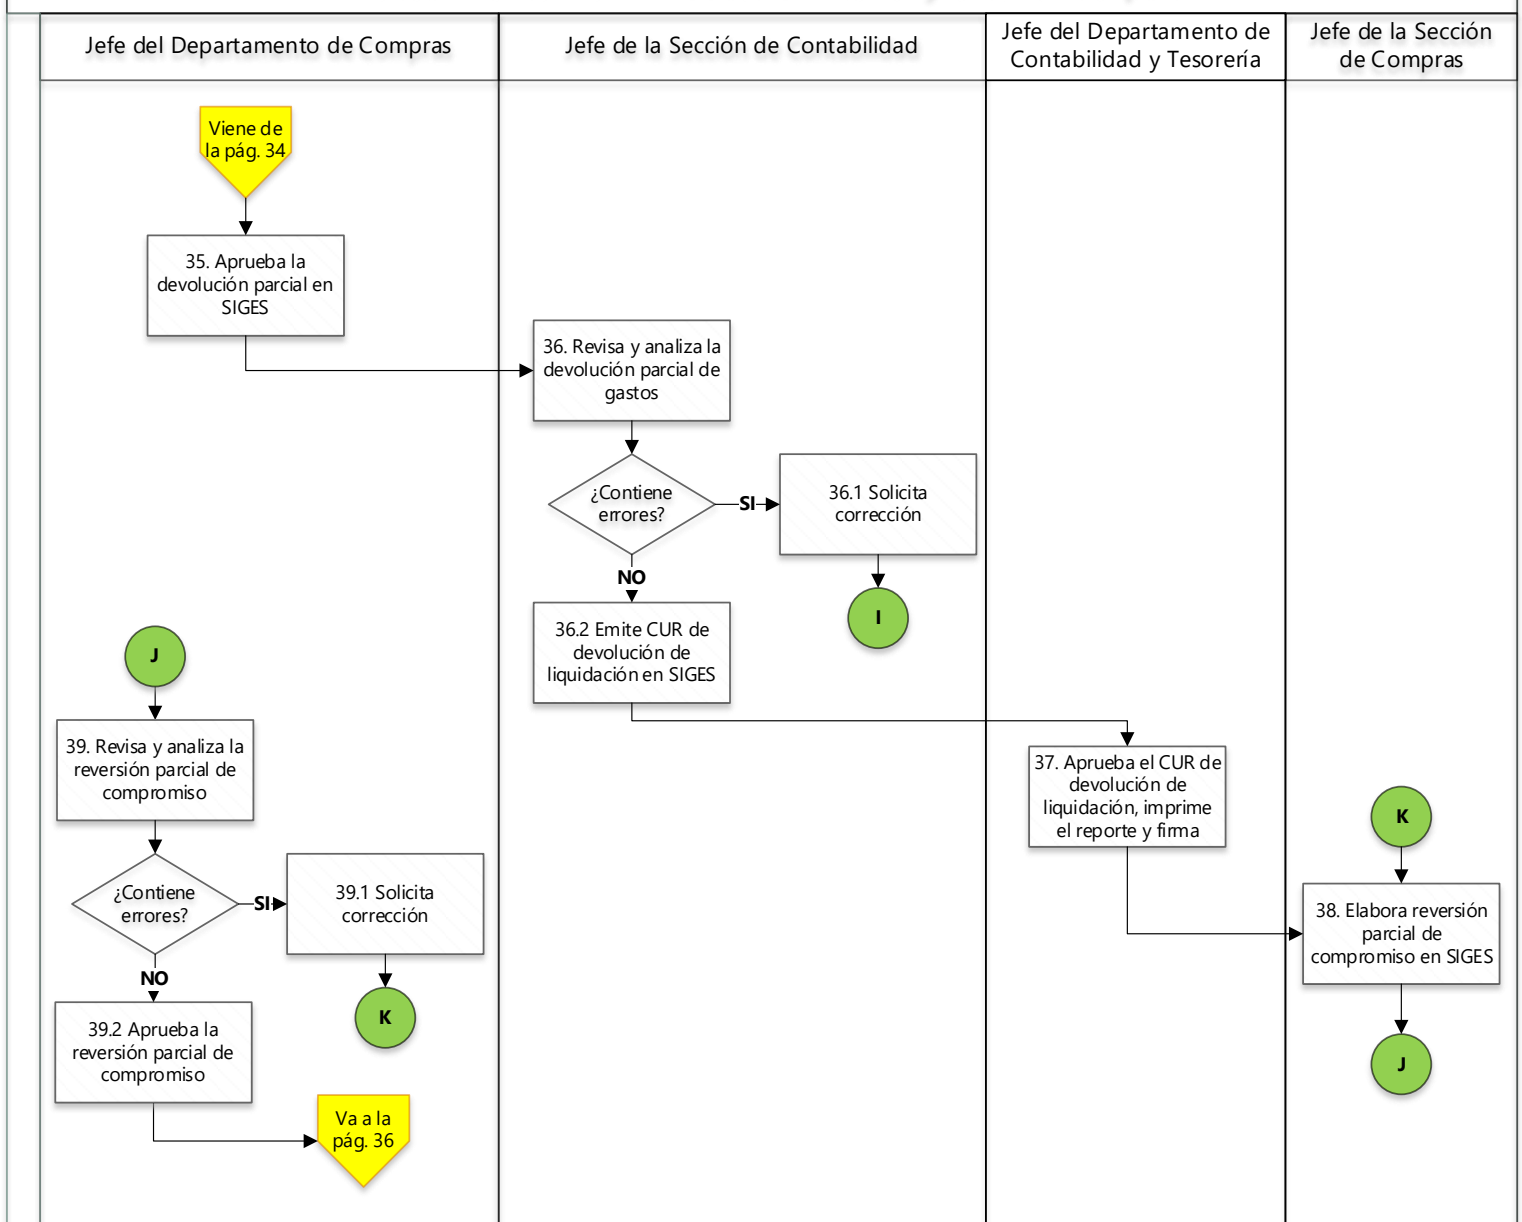 Jefe del Departamento de Compras
Jefe de la Sección de Contabilidad
Jefe del Departamento de
Contabilidad y Tesorería
Jefe de la Sección
de Compras
Viene de
la pág. 34
35. Aprueba la
devolución parcial en
SIGES
36. Revisa y analiza la
devolución parcial de
gastos
¿Contiene
errores?
SI
36.1 Solicita
corrección
NO
I
36.2 Emite CUR de
devolución de
liquidación en SIGES
J
39. Revisa y analiza la
reversión parcial de
compromiso
37. Aprueba el CUR de
devolución de
liquidación, imprime
el reporte y firma
K
¿Contiene
errores?
SI
39.1 Solicita
corrección
38. Elabora reversión
parcial de
compromiso en SIGES
NO
K
39.2 Aprueba la
reversión parcial de
compromiso
J
Va a la
pág. 36